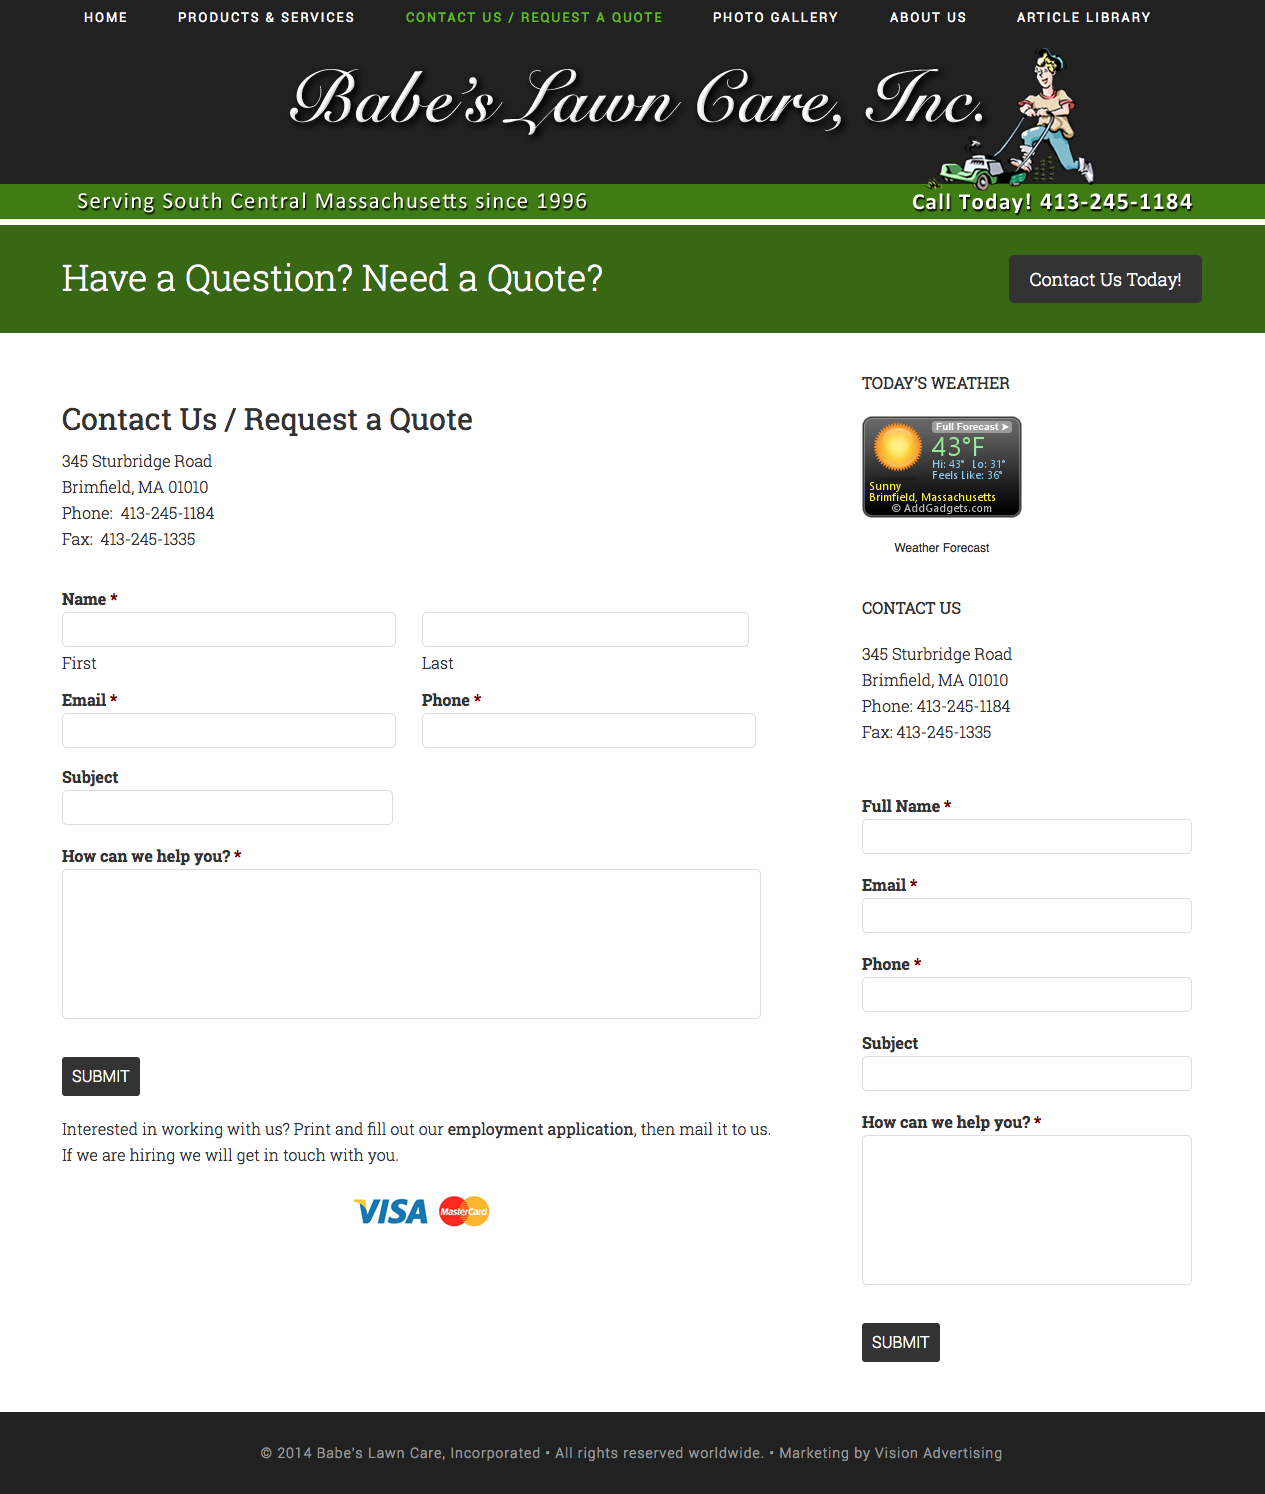 HOME
PRODUCTS & SERVICES
CONTACT US / REQUEST A QUOTE
PHOTO GALLERY
ABOUT US
ARTICLE LIBRARY
Babe's Lawn Care, Inc.
Serving South Central Massachusetts since 1996
Call Today! 413-245-1184
Have a Question? Need a Quote?
Contact Us Today!
Contact Us / Request a Quote
345 Sturbridge Road
Brimfield, MA 01010
Phone: 413-245-1184
Fax: 413-245-1335
Name *
First
Last
Email *
Phone *
Subject
How can we help you? *
SUBMIT
Interested in working with us? Print and fill out our employment application, then mail it to us.
If we are hiring we will get in touch with you.
VISA
MasterCard
TODAY'S WEATHER
Full Forecast ➤
43°F
Hi: 43° Lo: 31°
Feels Like: 36°
Sunny
Brimfield, Massachusetts
© AddGadgets.com
Weather Forecast
CONTACT US
345 Sturbridge Road
Brimfield, MA 01010
Phone: 413-245-1184
Fax: 413-245-1335
Full Name *
Email *
Phone *
Subject
How can we help you? *
SUBMIT
© 2014 Babe's Lawn Care, Incorporated • All rights reserved worldwide. • Marketing by Vision Advertising